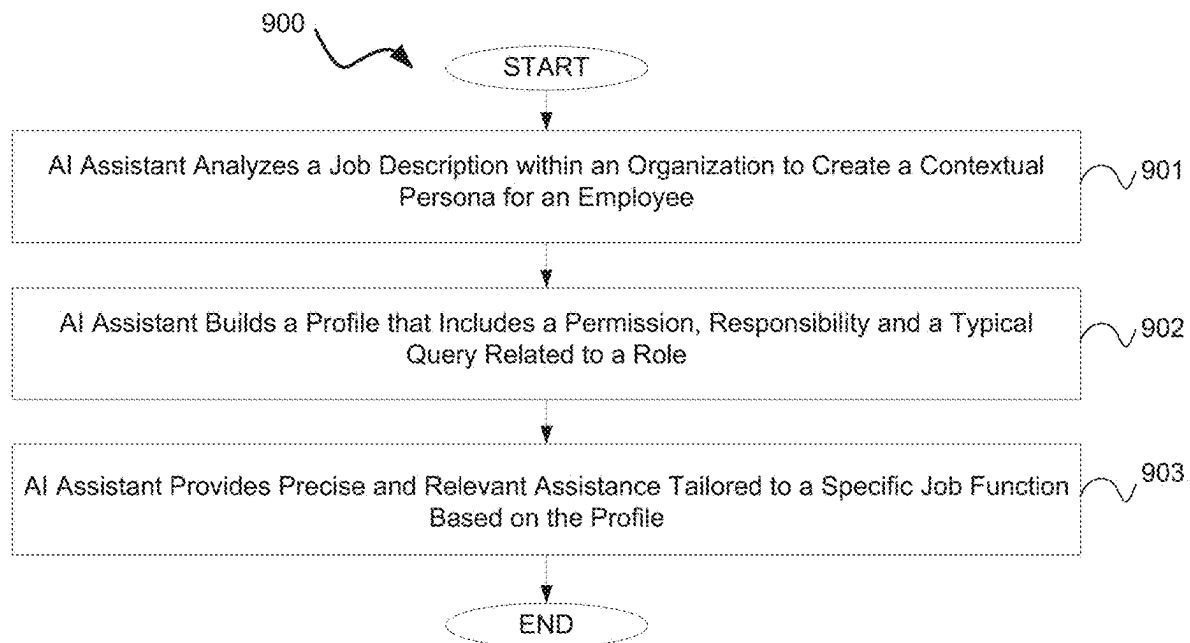 900
START
AI Assistant Analyzes a Job Description within an Organization to Create a Contextual
Persona for an Employee
901
AI Assistant Builds a Profile that Includes a Permission, Responsibility and a Typical
Query Related to a Role
902
AI Assistant Provides Precise and Relevant Assistance Tailored to a Specific Job Function
Based on the Profile
903
END